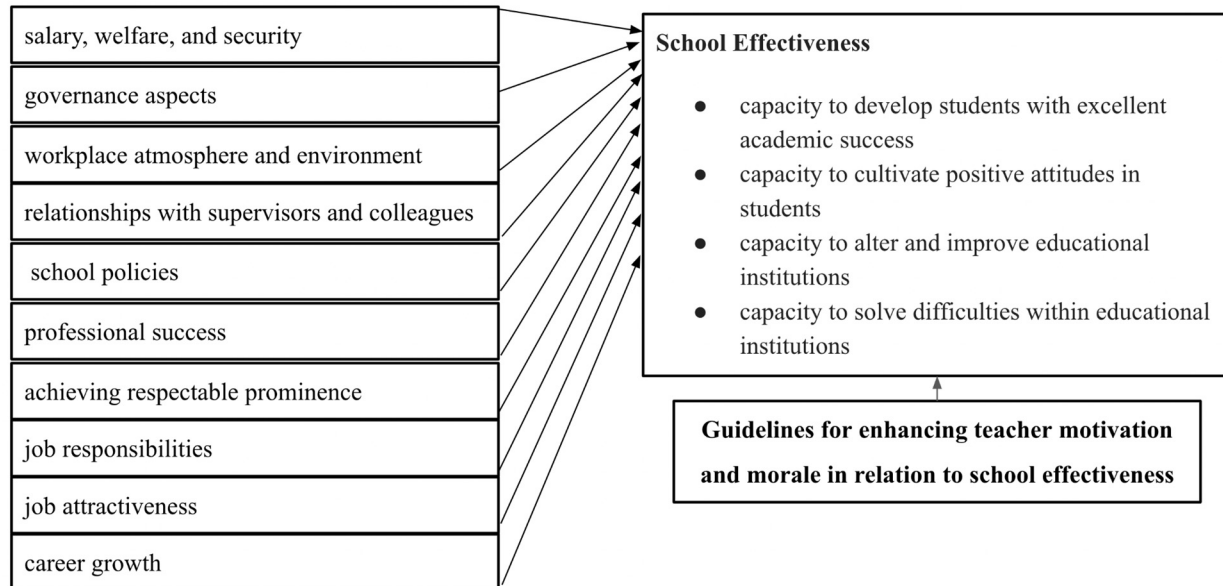 salary, welfare, and security
governance aspects
workplace atmosphere and environment
relationships with supervisors and colleagues
school policies
professional success
achieving respectable prominence
job responsibilities
job attractiveness
career growth
School Effectiveness
● capacity to develop students with excellent
academic success
● capacity to cultivate positive attitudes in
students
● capacity to alter and improve educational
institutions
● capacity to solve difficulties within educational
institutions
Guidelines for enhancing teacher motivation
and morale in relation to school effectiveness